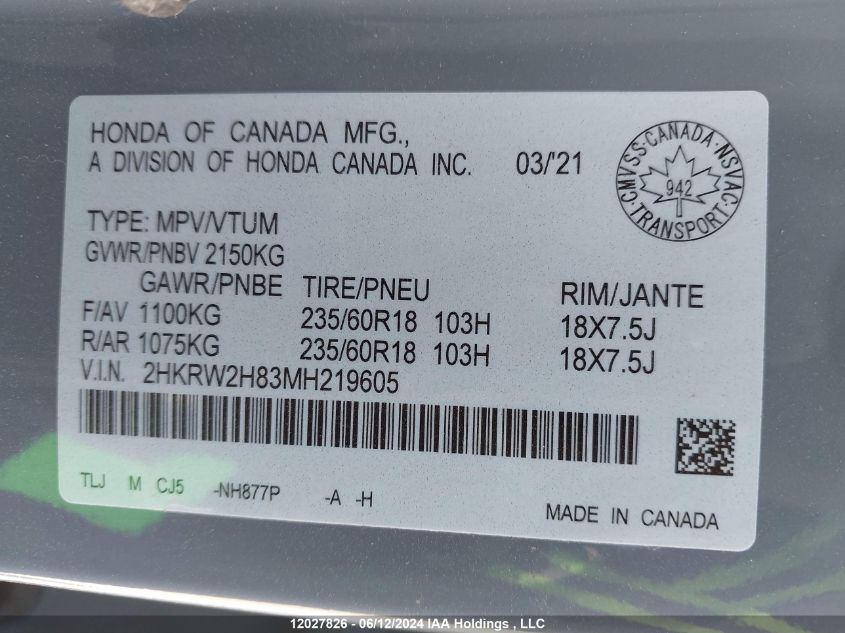 HONDA OF CANADA MFG.,
A DIVISION OF HONDA CANADA INC. 03/'21
CMVSS·CANADA·NSVAC·TRANSPORT·
942
TYPE: MPV/VTUM
GVWR/PNBV 2150KG
GAWR/PNBE TIRE/PNEU RIM/JANTE
F/AV 1100KG 235/60R18 103H 18X7.5J
R/AR 1075KG 235/60R18 103H 18X7.5J
V.I.N. 2HKRW2H83MH219605
TLJ M CJ5 -NH877P -A -H
MADE IN CANADA
12027826 - 06/12/2024 IAA Holdings , LLC